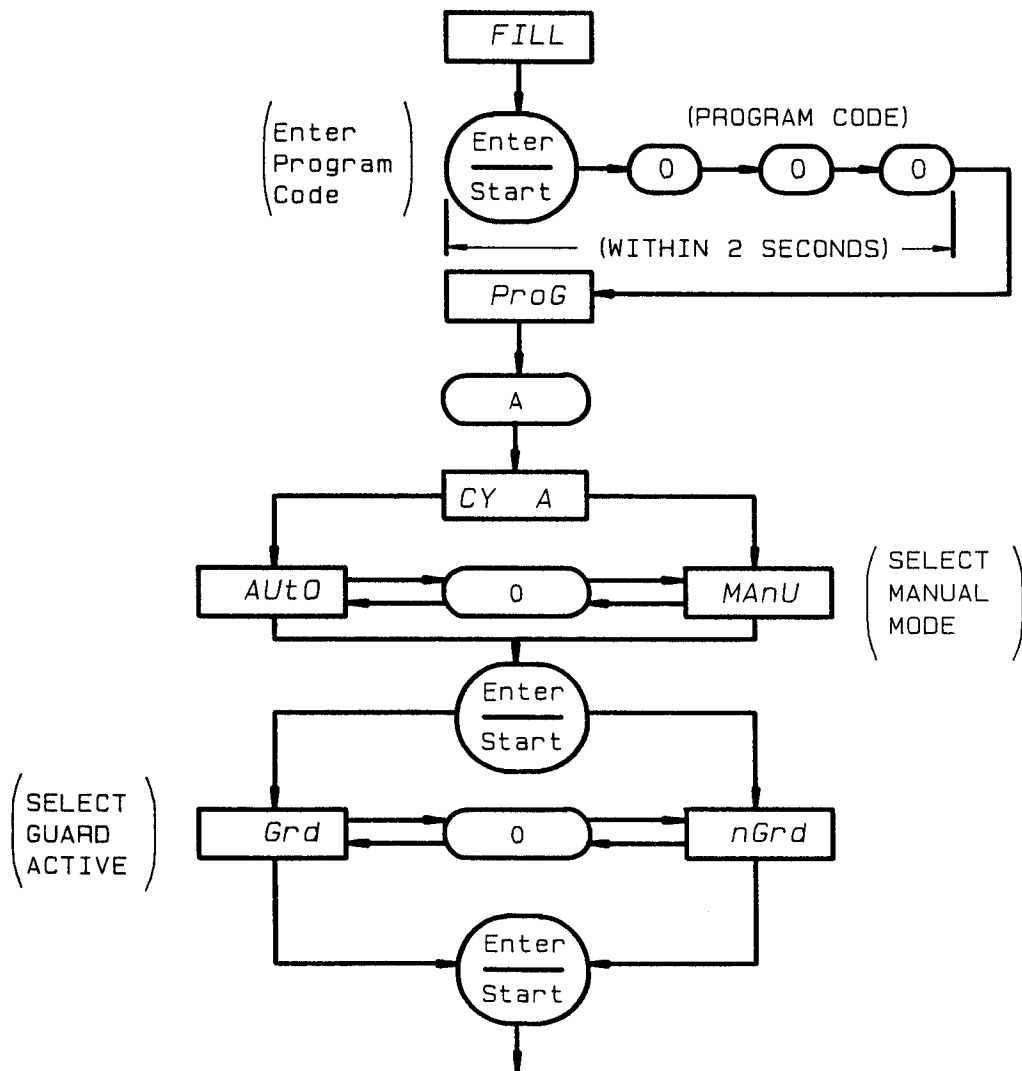 FILL
(Enter
Program
Code)
Enter
Start
(PROGRAM CODE)
0
0
0
(WITHIN 2 SECONDS)
ProG
A
CY A
AUtO
0
MAnU
(SELECT
MANUAL
MODE)
Enter
Start
(SELECT
GUARD
ACTIVE)
Grd
0
nGrd
Enter
Start